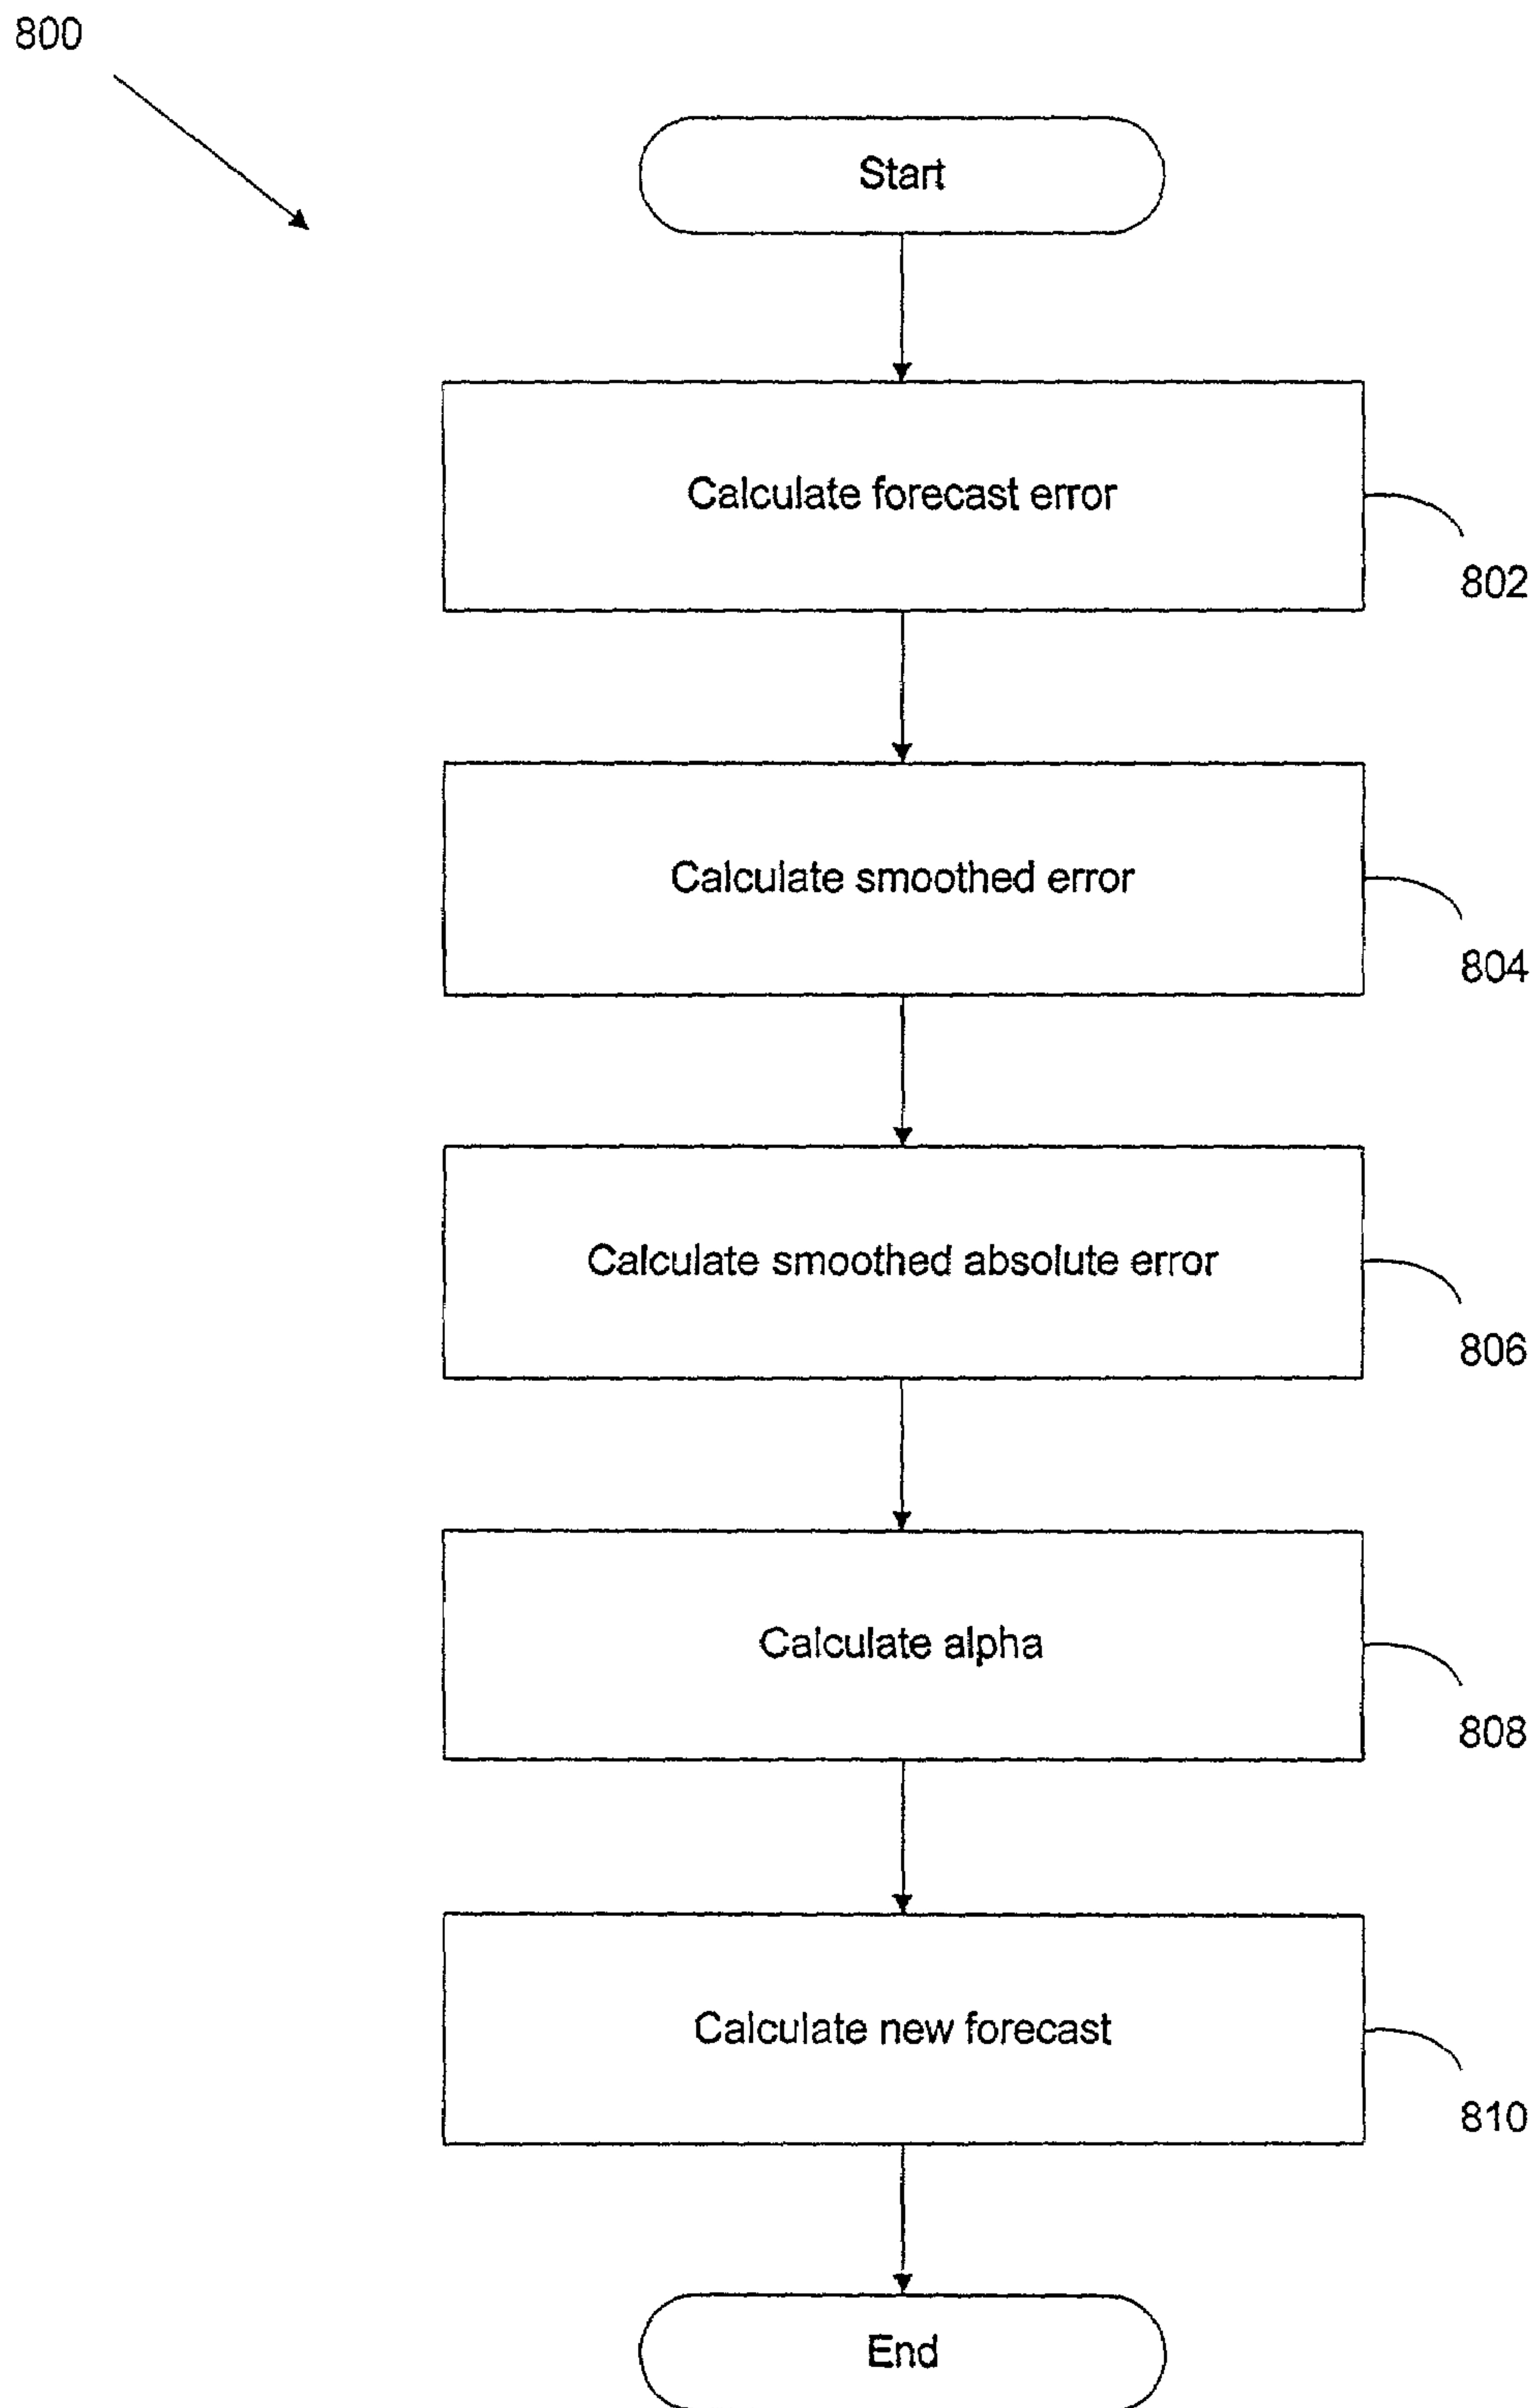 800
Start
Calculate forecast error
802
Calculate smoothed error
804
Calculate smoothed absolute error
806
Calculate alpha
808
Calculate new forecast
810
End